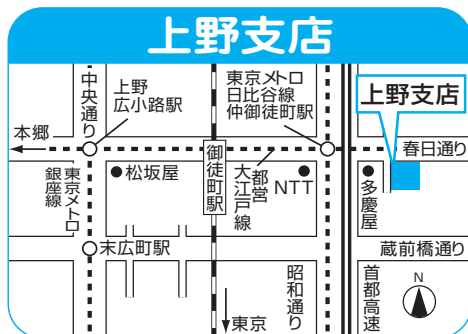 上野支店
中央通り
上野
広小路駅
東京メトロ
日比谷線
仲御徒町駅
上野支店
本郷
春日通り
東京メトロ
銀座線
松坂屋
御徒町駅
都営
大江戸線
NTT
多慶屋
末広町駅
蔵前橋通り
東京
昭和通り
首都高速
N